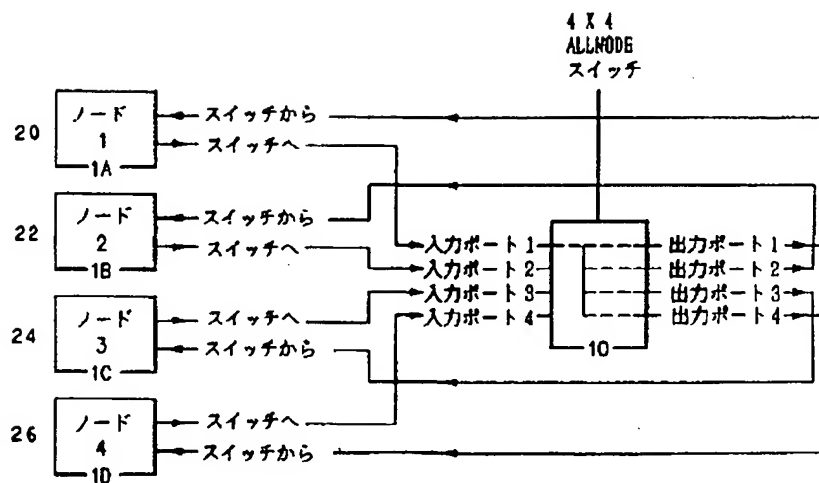 4 X 4
ALLNODE
スイッチ
20
ノード
1
1A
スイッチから
スイッチへ
22
ノード
2
1B
スイッチから
スイッチへ
入力ポート1
入力ポート2
入力ポート3
入力ポート4
10
出力ポート1
出力ポート2
出力ポート3
出力ポート4
24
ノード
3
1C
スイッチへ
スイッチから
26
ノード
4
1D
スイッチへ
スイッチから